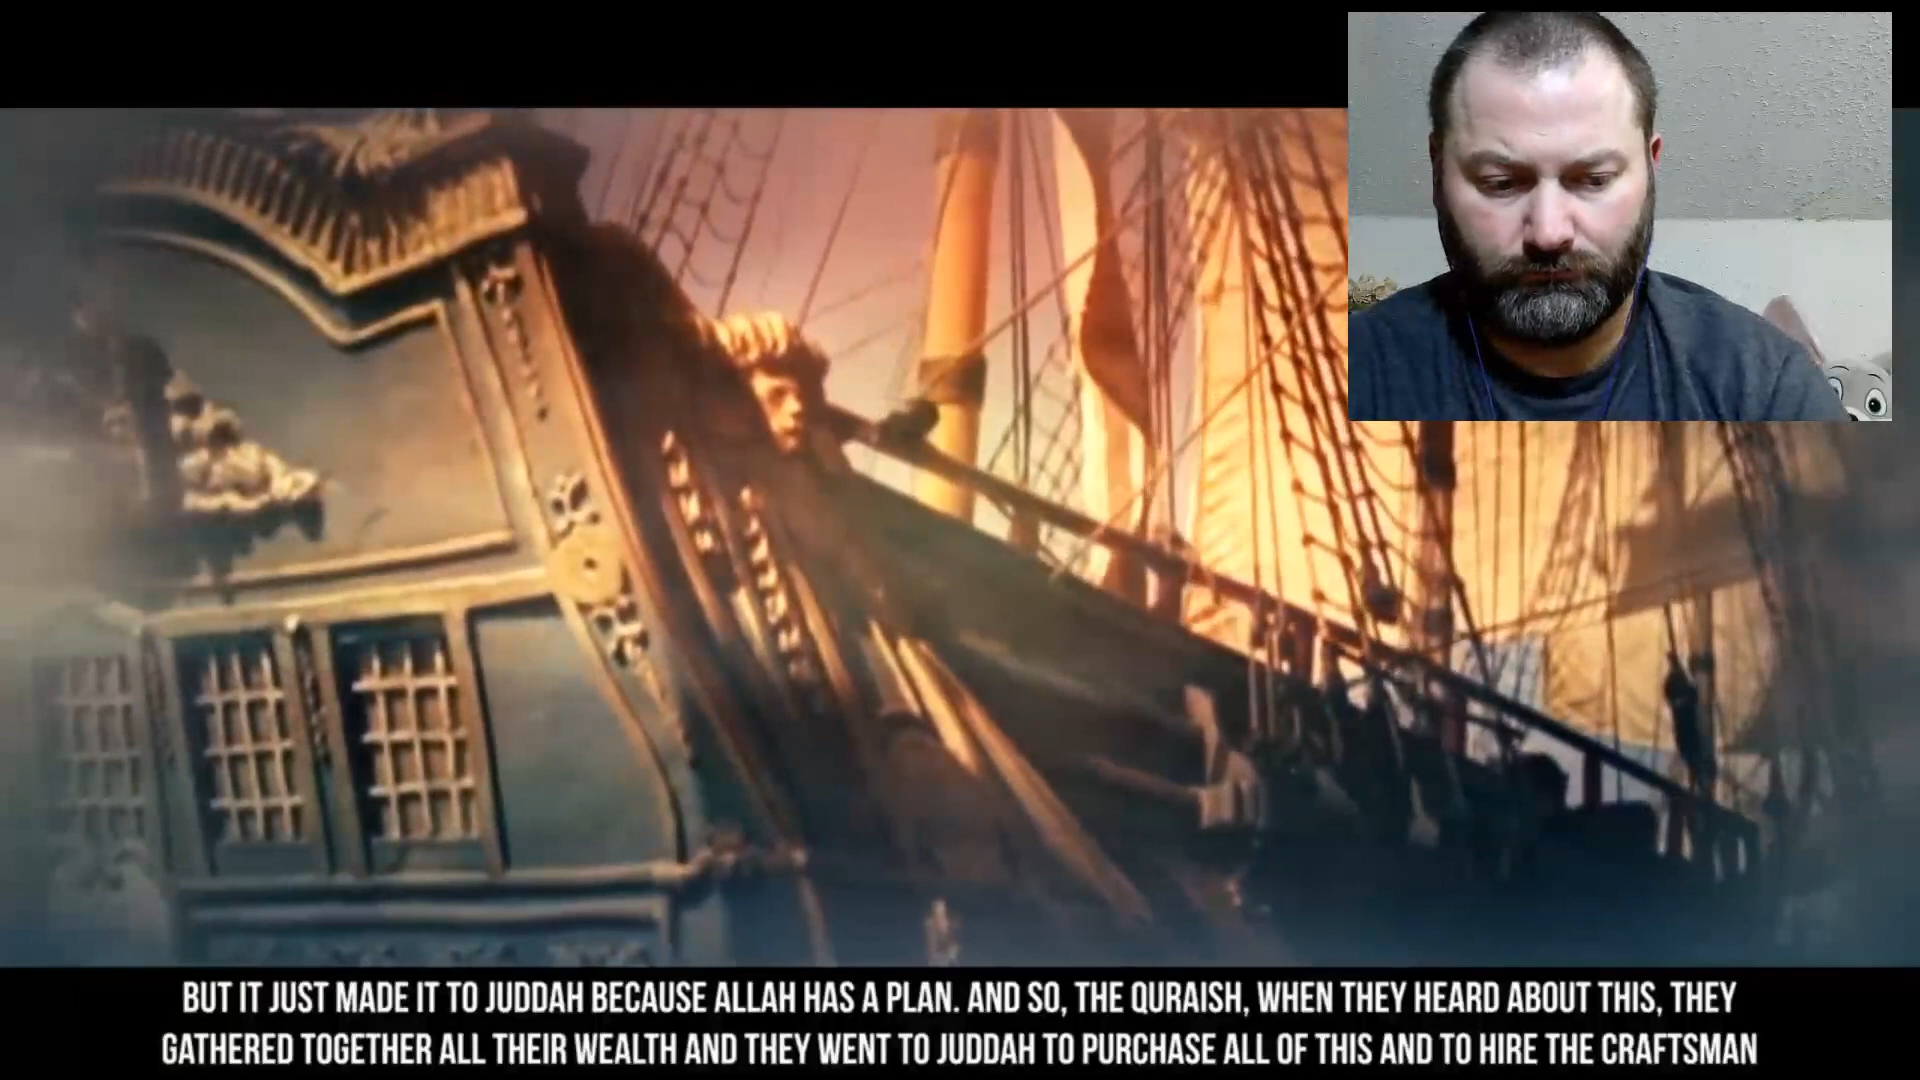 BUT IT JUST MADE IT TO JUDDAH BECAUSE ALLAH HAS A PLAN. AND SO, THE QURAISH, WHEN THEY HEARD ABOUT THIS, THEY
GATHERED TOGETHER ALL THEIR WEALTH AND THEY WENT TO JUDDAH TO PURCHASE ALL OF THIS AND TO HIRE THE CRAFTSMAN